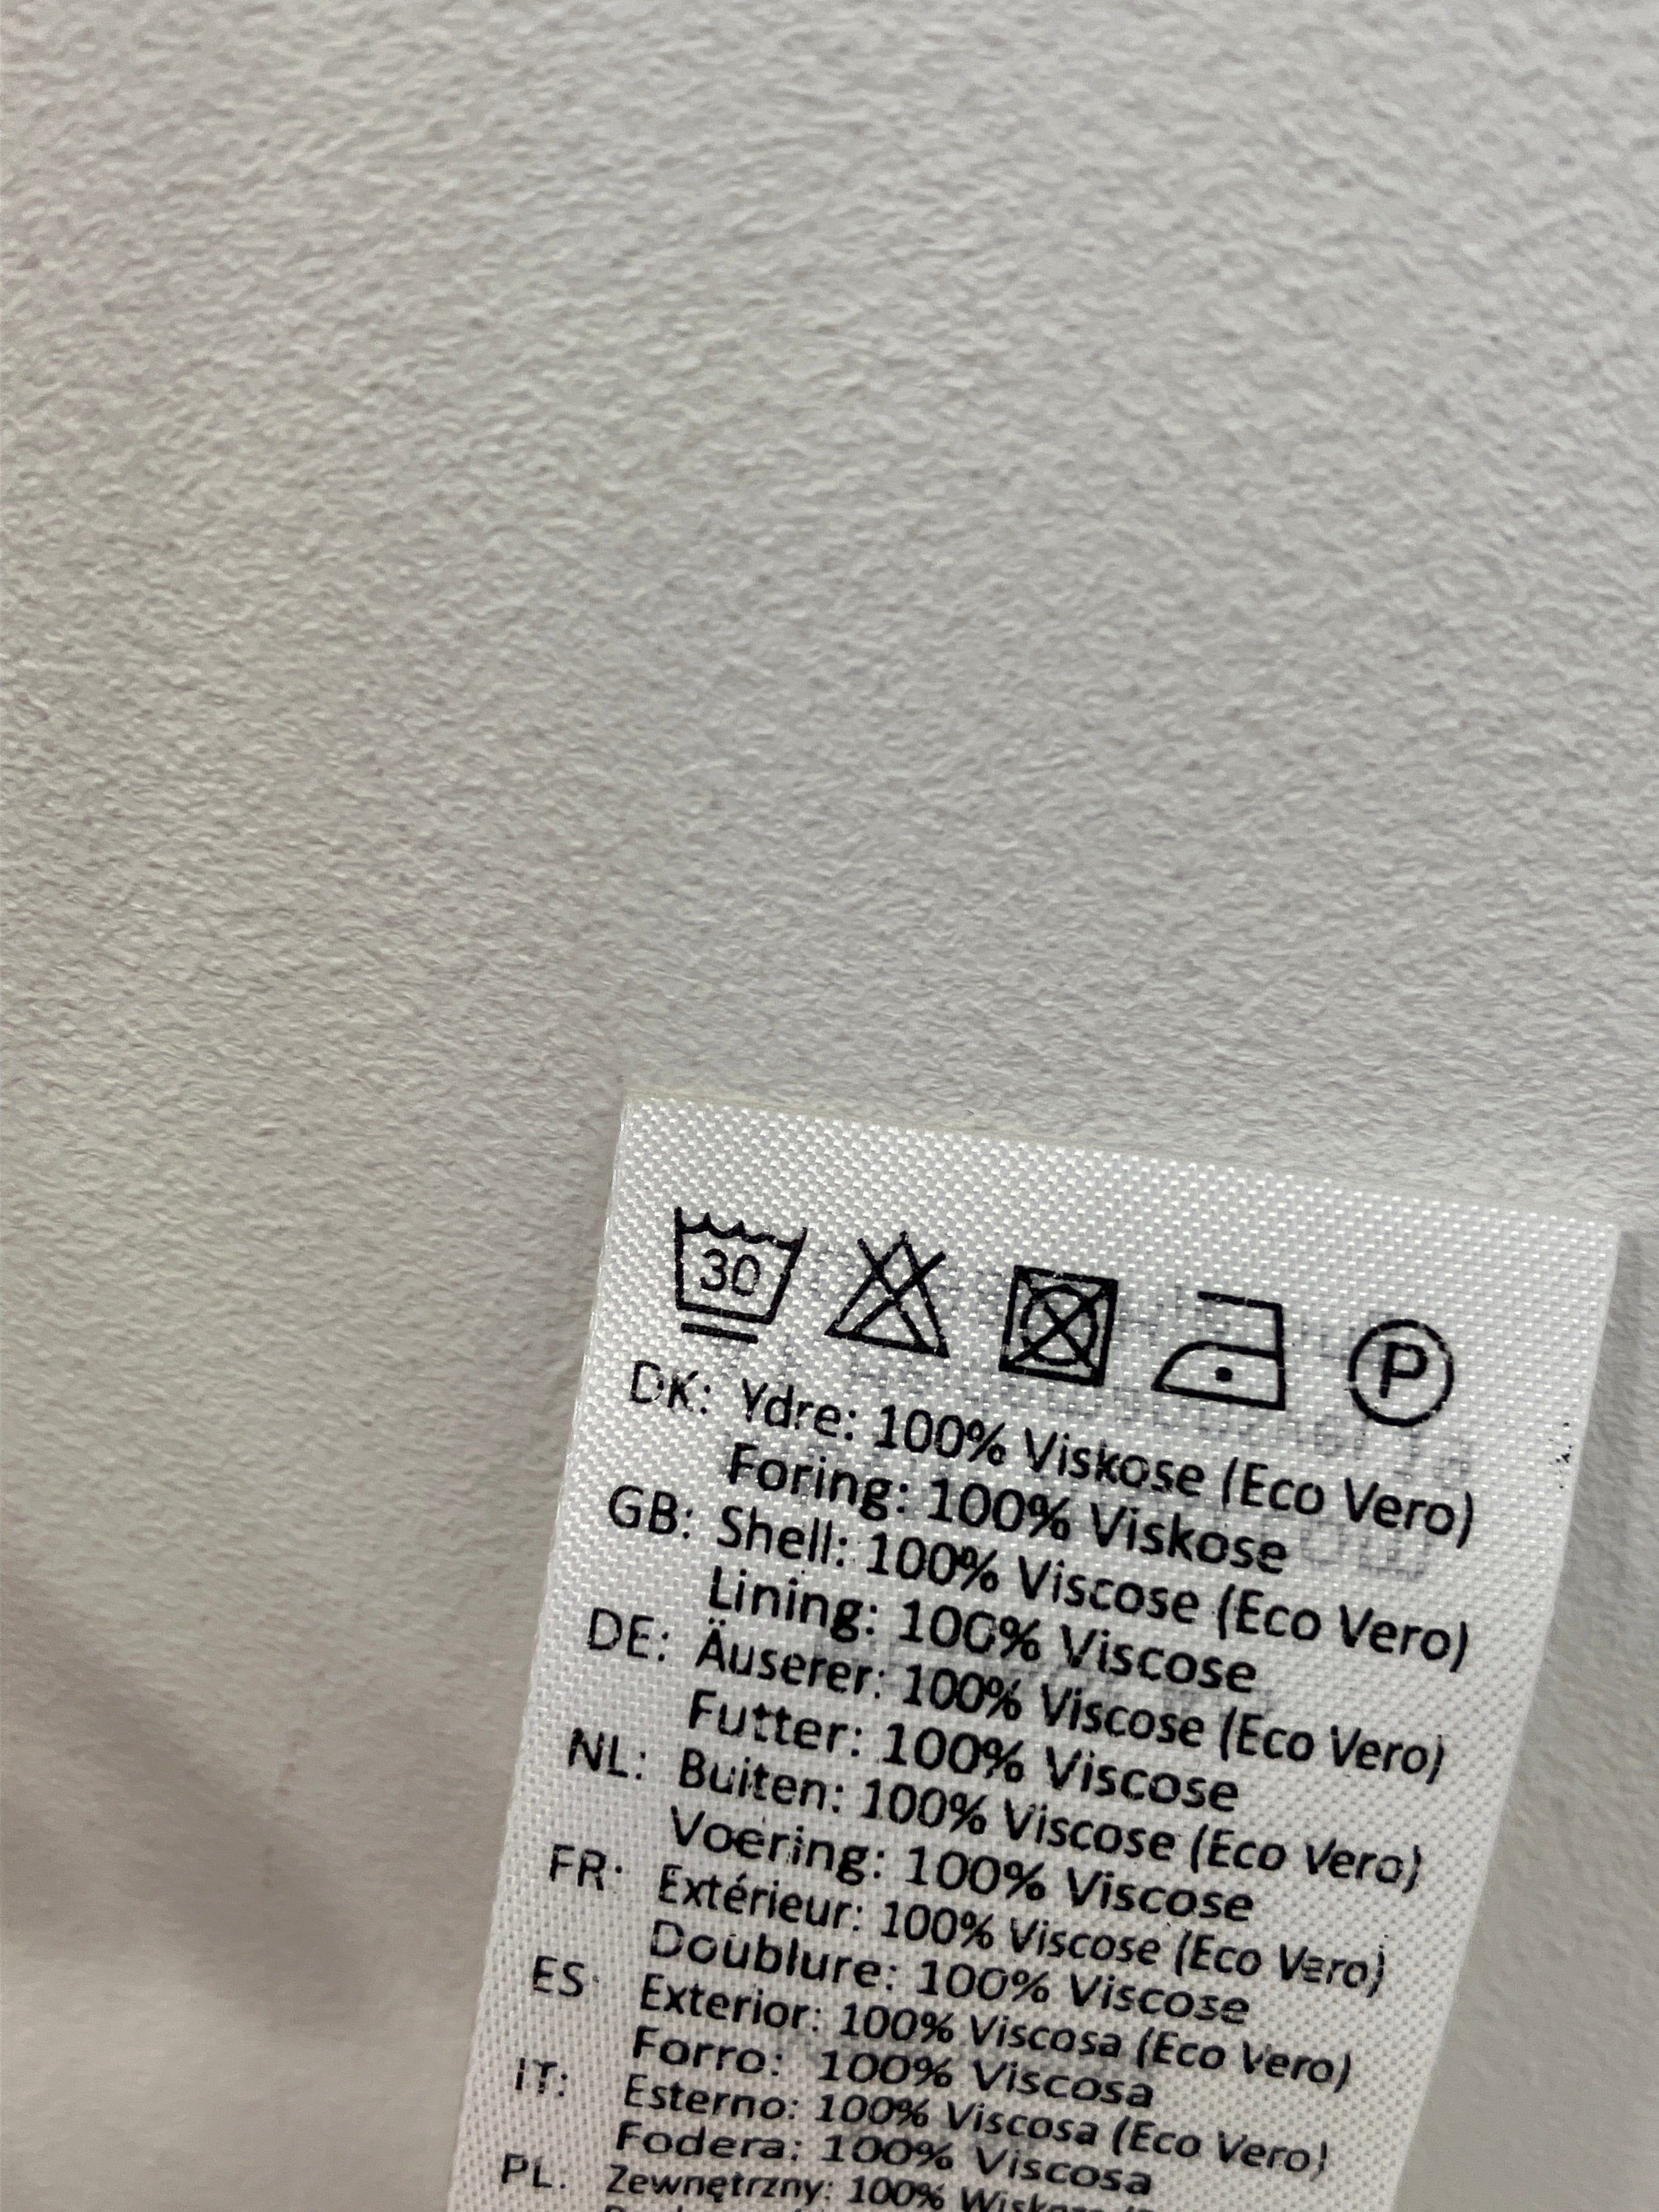 30 P
DK: Ydre: 100% Viskose (Eco Vero)
Foring: 100% Viskose
GB: Shell: 100% Viscose (Eco Vero)
Lining: 100% Viscose
DE: Äuserer: 100% Viscose (Eco Vero)
Futter: 100% Viscose
NL: Buiten: 100% Viscose (Eco Vero)
Voering: 100% Viscose
FR: Extérieur: 100% Viscose (Eco Vero)
Doublure: 100% Viscose
ES: Exterior: 100% Viscosa (Eco Vero)
Forro: 100% Viscosa
IT: Esterno: 100% Viscosa (Eco Vero)
Fodera: 100% Viscosa
PL: Zewnętrzny: 100%